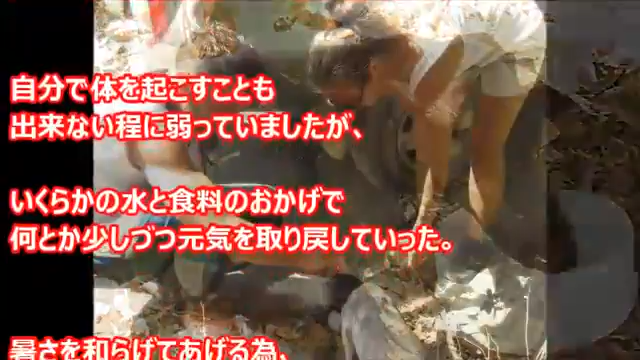 自分で体を起こすことも
出来ない程に弱っていましたが、
いくらかの水と食料のおかげで
何とか少しづつ元気を取り戻していった。
暑さを和らげてあげる為、